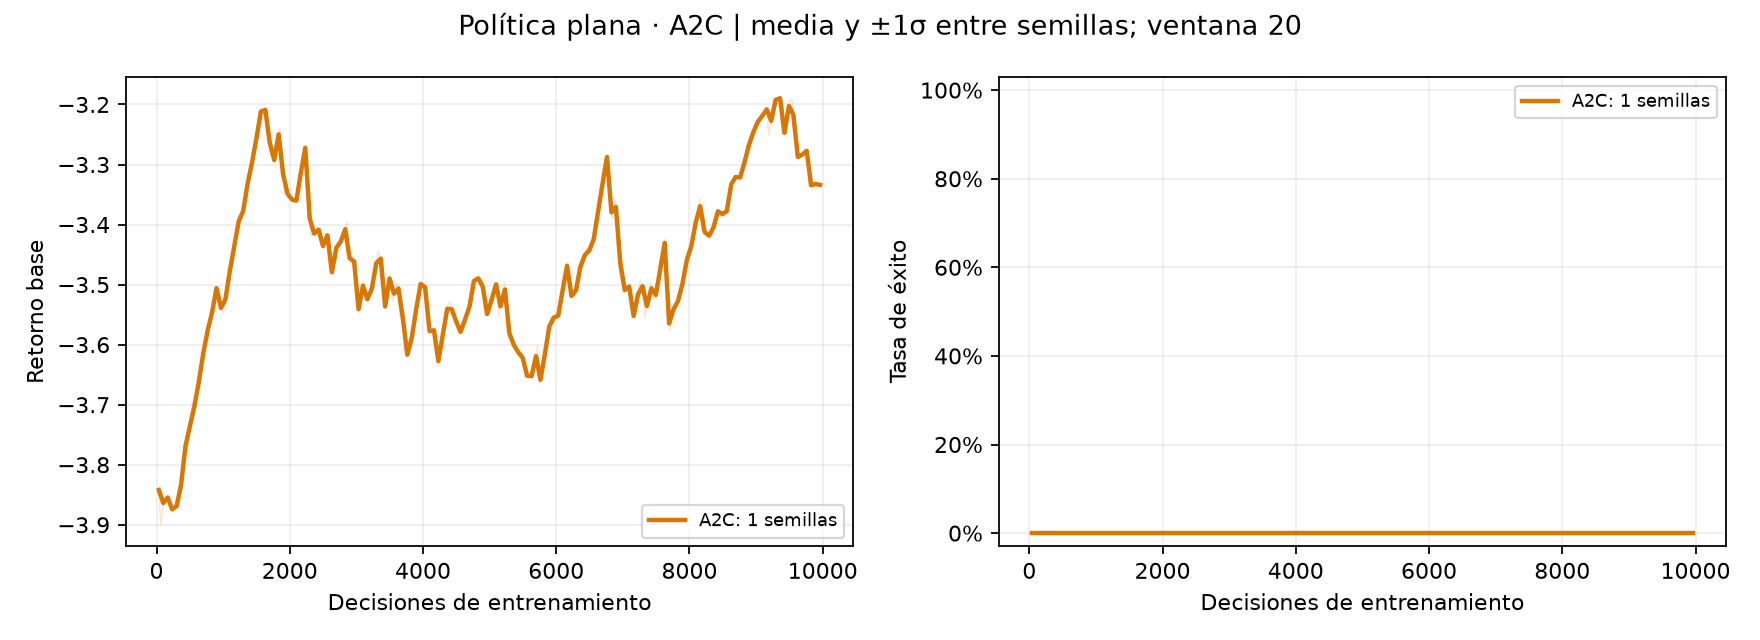 Política plana · A2C | media y ±1σ entre semillas; ventana 20
Retorno base
−3.2
−3.3
−3.4
−3.5
−3.6
−3.7
−3.8
−3.9
A2C: 1 semillas
0 2000 4000 6000 8000 10000
Decisiones de entrenamiento
Tasa de éxito
100%
80%
60%
40%
20%
0%
A2C: 1 semillas
0 2000 4000 6000 8000 10000
Decisiones de entrenamiento